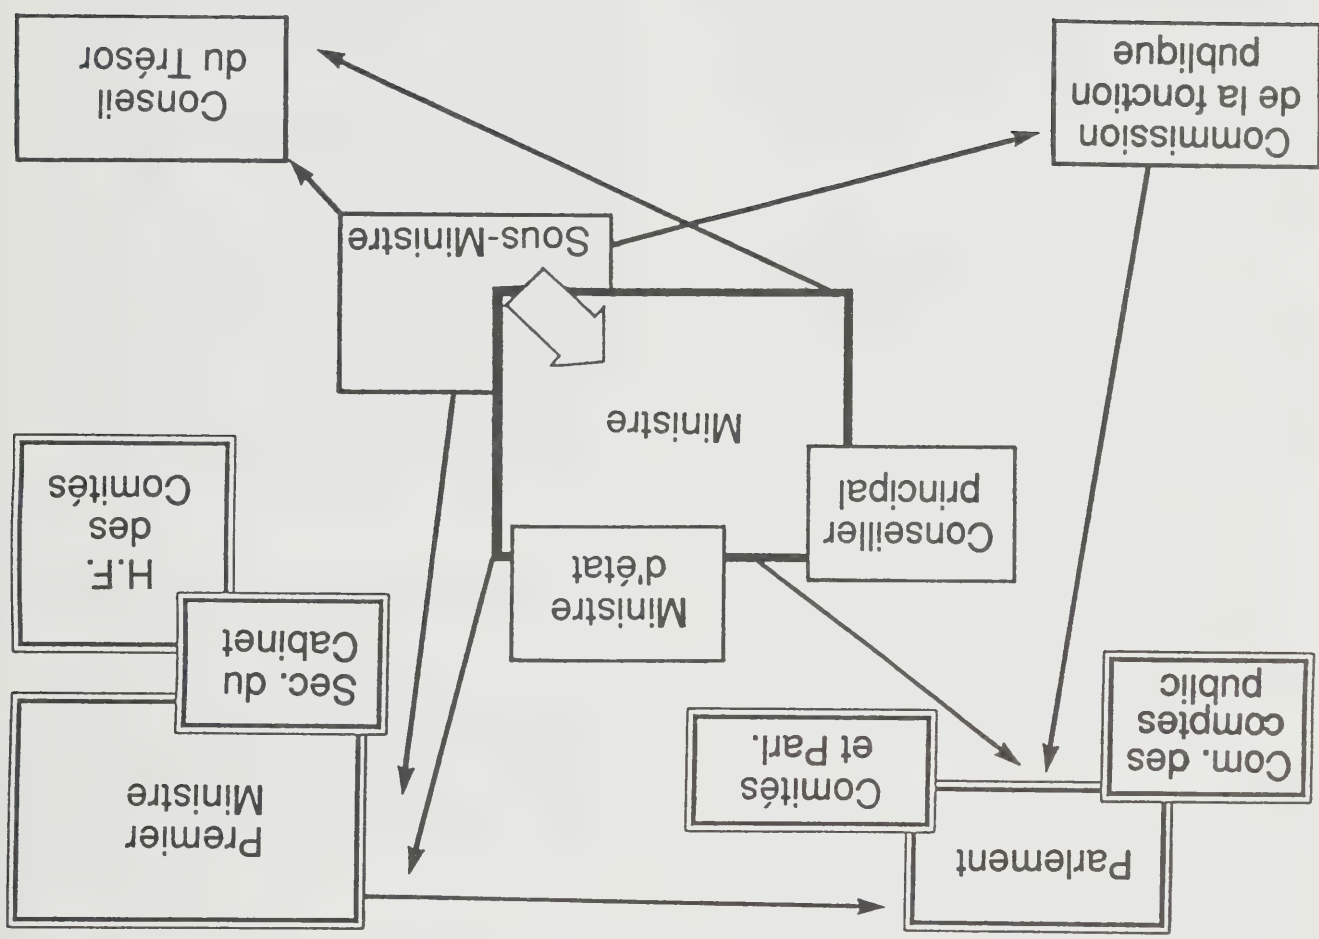 Parlement
Com. des
comptes
public
Comités
et Parl.
Premier
Ministre
Sec. du
Cabinet
H.F.
des
Comités
Ministre
d'état
Conseiller
principal
Ministre
Sous-Ministre
Commission
de la fonction
publique
Conseil
du Trésor